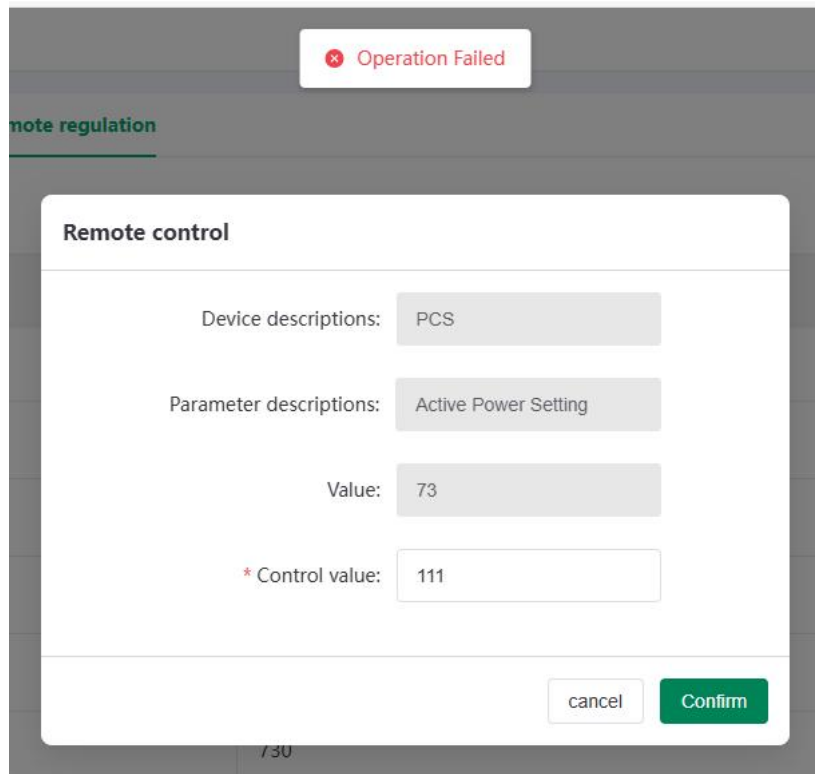 Operation Failed
mote regulation
Remote control
Device descriptions: PCS
Parameter descriptions: Active Power Setting
Value: 73
* Control value: 111
cancel Confirm
730